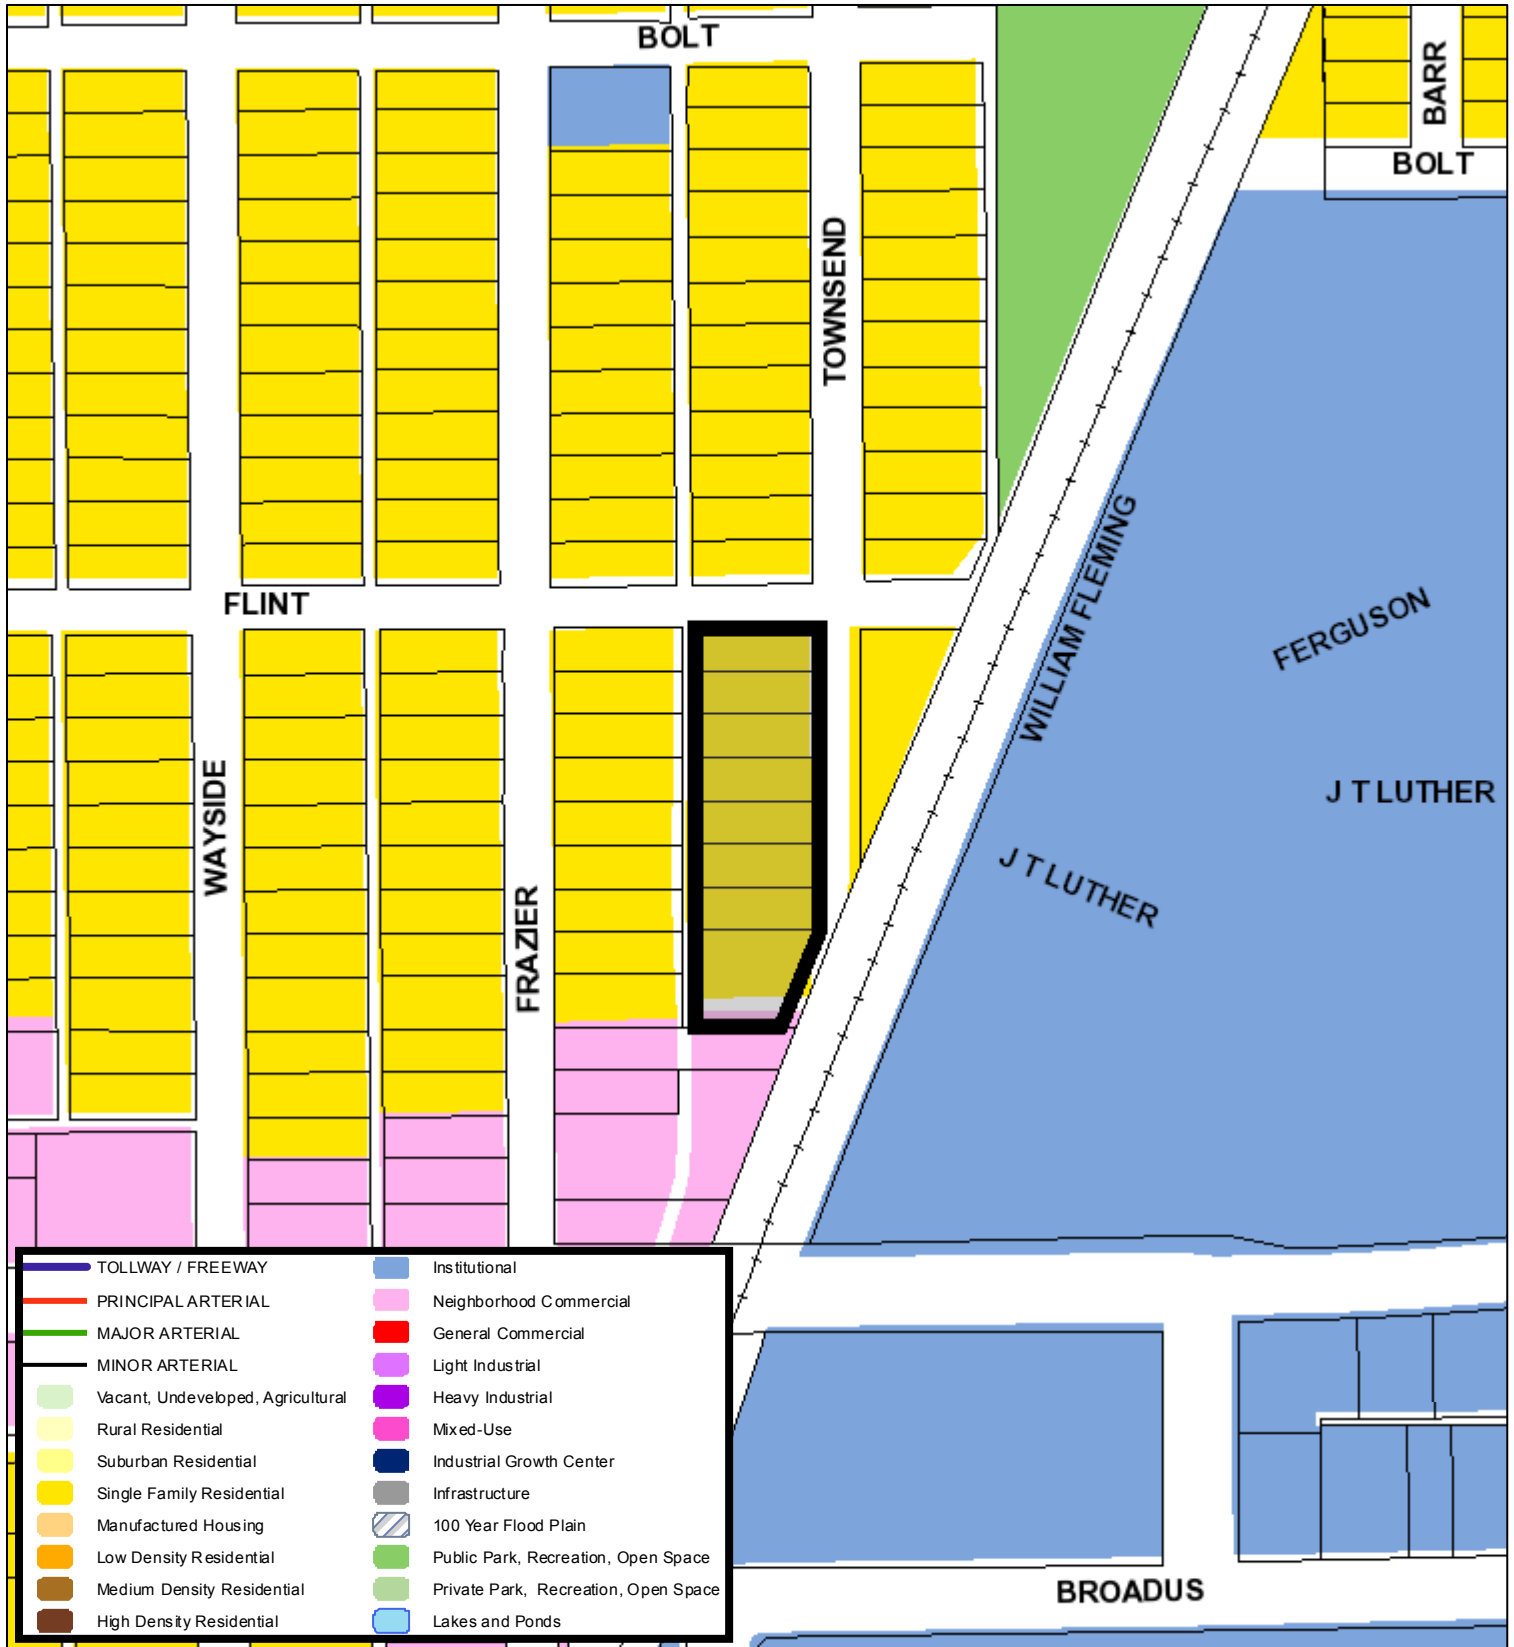 BOLT
BARR
BOLT
TOWNSEND
WILLIAM FLEMING
FLINT
FERGUSON
WAYSIDE
J T LUTHER
J T LUTHER
FRAZIER
TOLLWAY / FREEWAY
PRINCIPAL ARTERIAL
MAJOR ARTERIAL
MINOR ARTERIAL
Vacant, Undeveloped, Agricultural
Rural Residential
Suburban Residential
Single Family Residential
Manufactured Housing
Low Density Residential
Medium Density Residential
High Density Residential
Institutional
Neighborhood Commercial
General Commercial
Light Industrial
Heavy Industrial
Mixed-Use
Industrial Growth Center
Infrastructure
100 Year Flood Plain
Public Park, Recreation, Open Space
Private Park, Recreation, Open Space
Lakes and Ponds
BROADUS